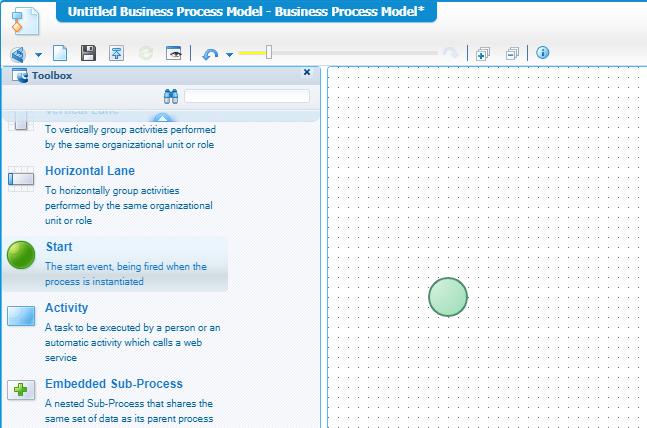 Untitled Business Process Model - Business Process Model*
Toolbox
Vertical Lane
To vertically group activities performed
by the same organizational unit or role
Horizontal Lane
To horizontally group activities
performed by the same organizational
unit or role
Start
The start event, being fired when the
process is instantiated
Activity
A task to be executed by a person or an
automatic activity which calls a web
service
Embedded Sub-Process
A nested Sub-Process that shares the
same set of data as its parent process